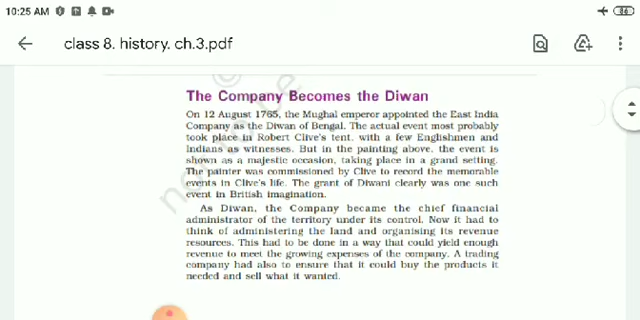 10:25 AM
86
class 8. history. ch.3.pdf
The Company Becomes the Diwan
On 12 August 1765, the Mughal emperor appointed the East India
Company as the Diwan of Bengal. The actual event most probably
took place in Robert Clive's tent, with a few Englishmen and
Indians as witnesses. But in the painting above, the event is
shown as a majestic occasion, taking place in a grand setting.
The painter was commissioned by Clive to record the memorable
events in Clive's life. The grant of Diwani clearly was one such
event in British imagination.
As Diwan, the Company became the chief financial
administrator of the territory under its control. Now it had to
think of administering the land and organising its revenue
resources. This had to be done in a way that could yield enough
revenue to meet the growing expenses of the company. A trading
company had also to ensure that it could buy the products it
needed and sell what it wanted.